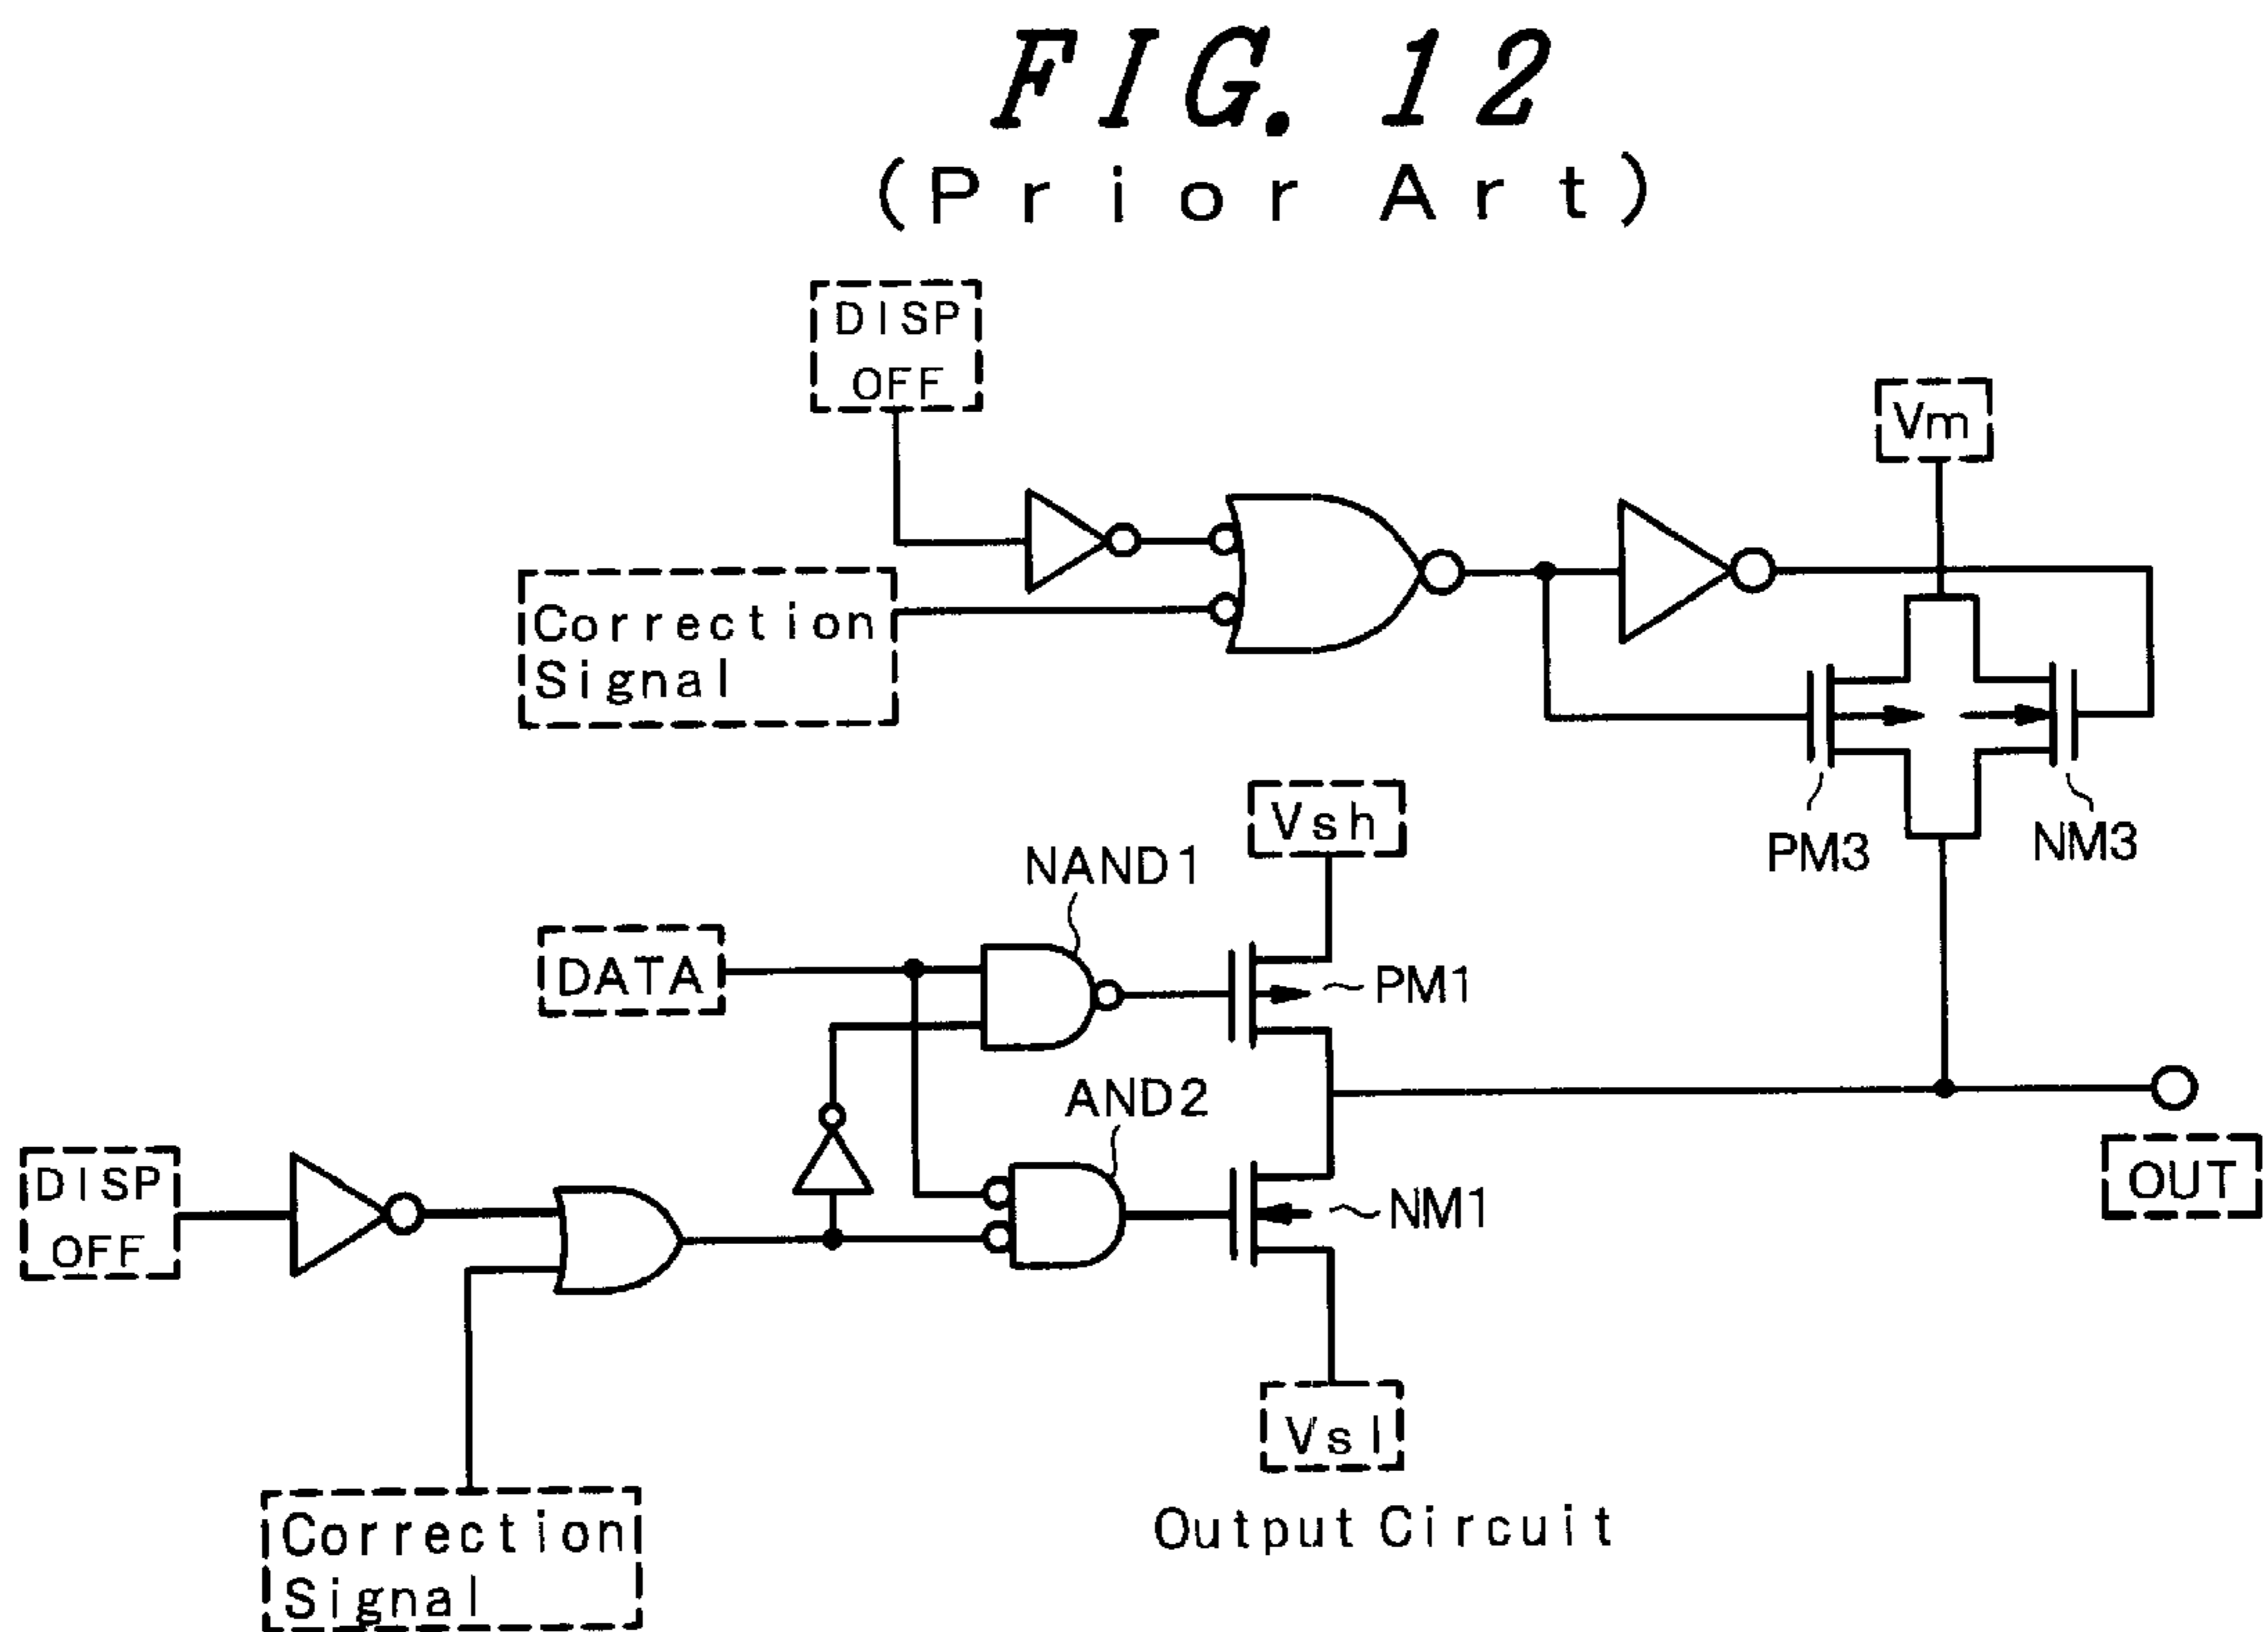 FIG. 12
(Prior Art)
DISP
OFF
Vm
Correction
Signal
PM3
NM3
Vsh
NAND1
DATA
PM1
AND2
DISP
OFF
NM1
OUT
Vsl
Correction
Signal
Output Circuit